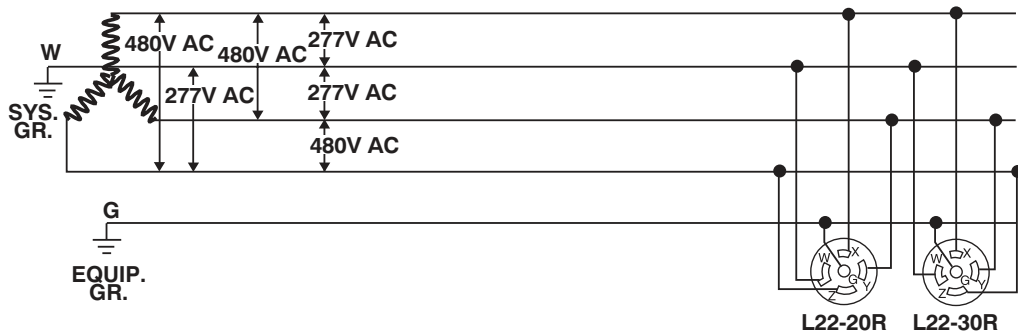 480V AC
480V AC
277V AC
W
277V AC
277V AC
SYS.
GR.
480V AC
G
EQUIP.
GR.
W
X
G
Y
Z
W
X
G
Y
Z
L22-20R
L22-30R